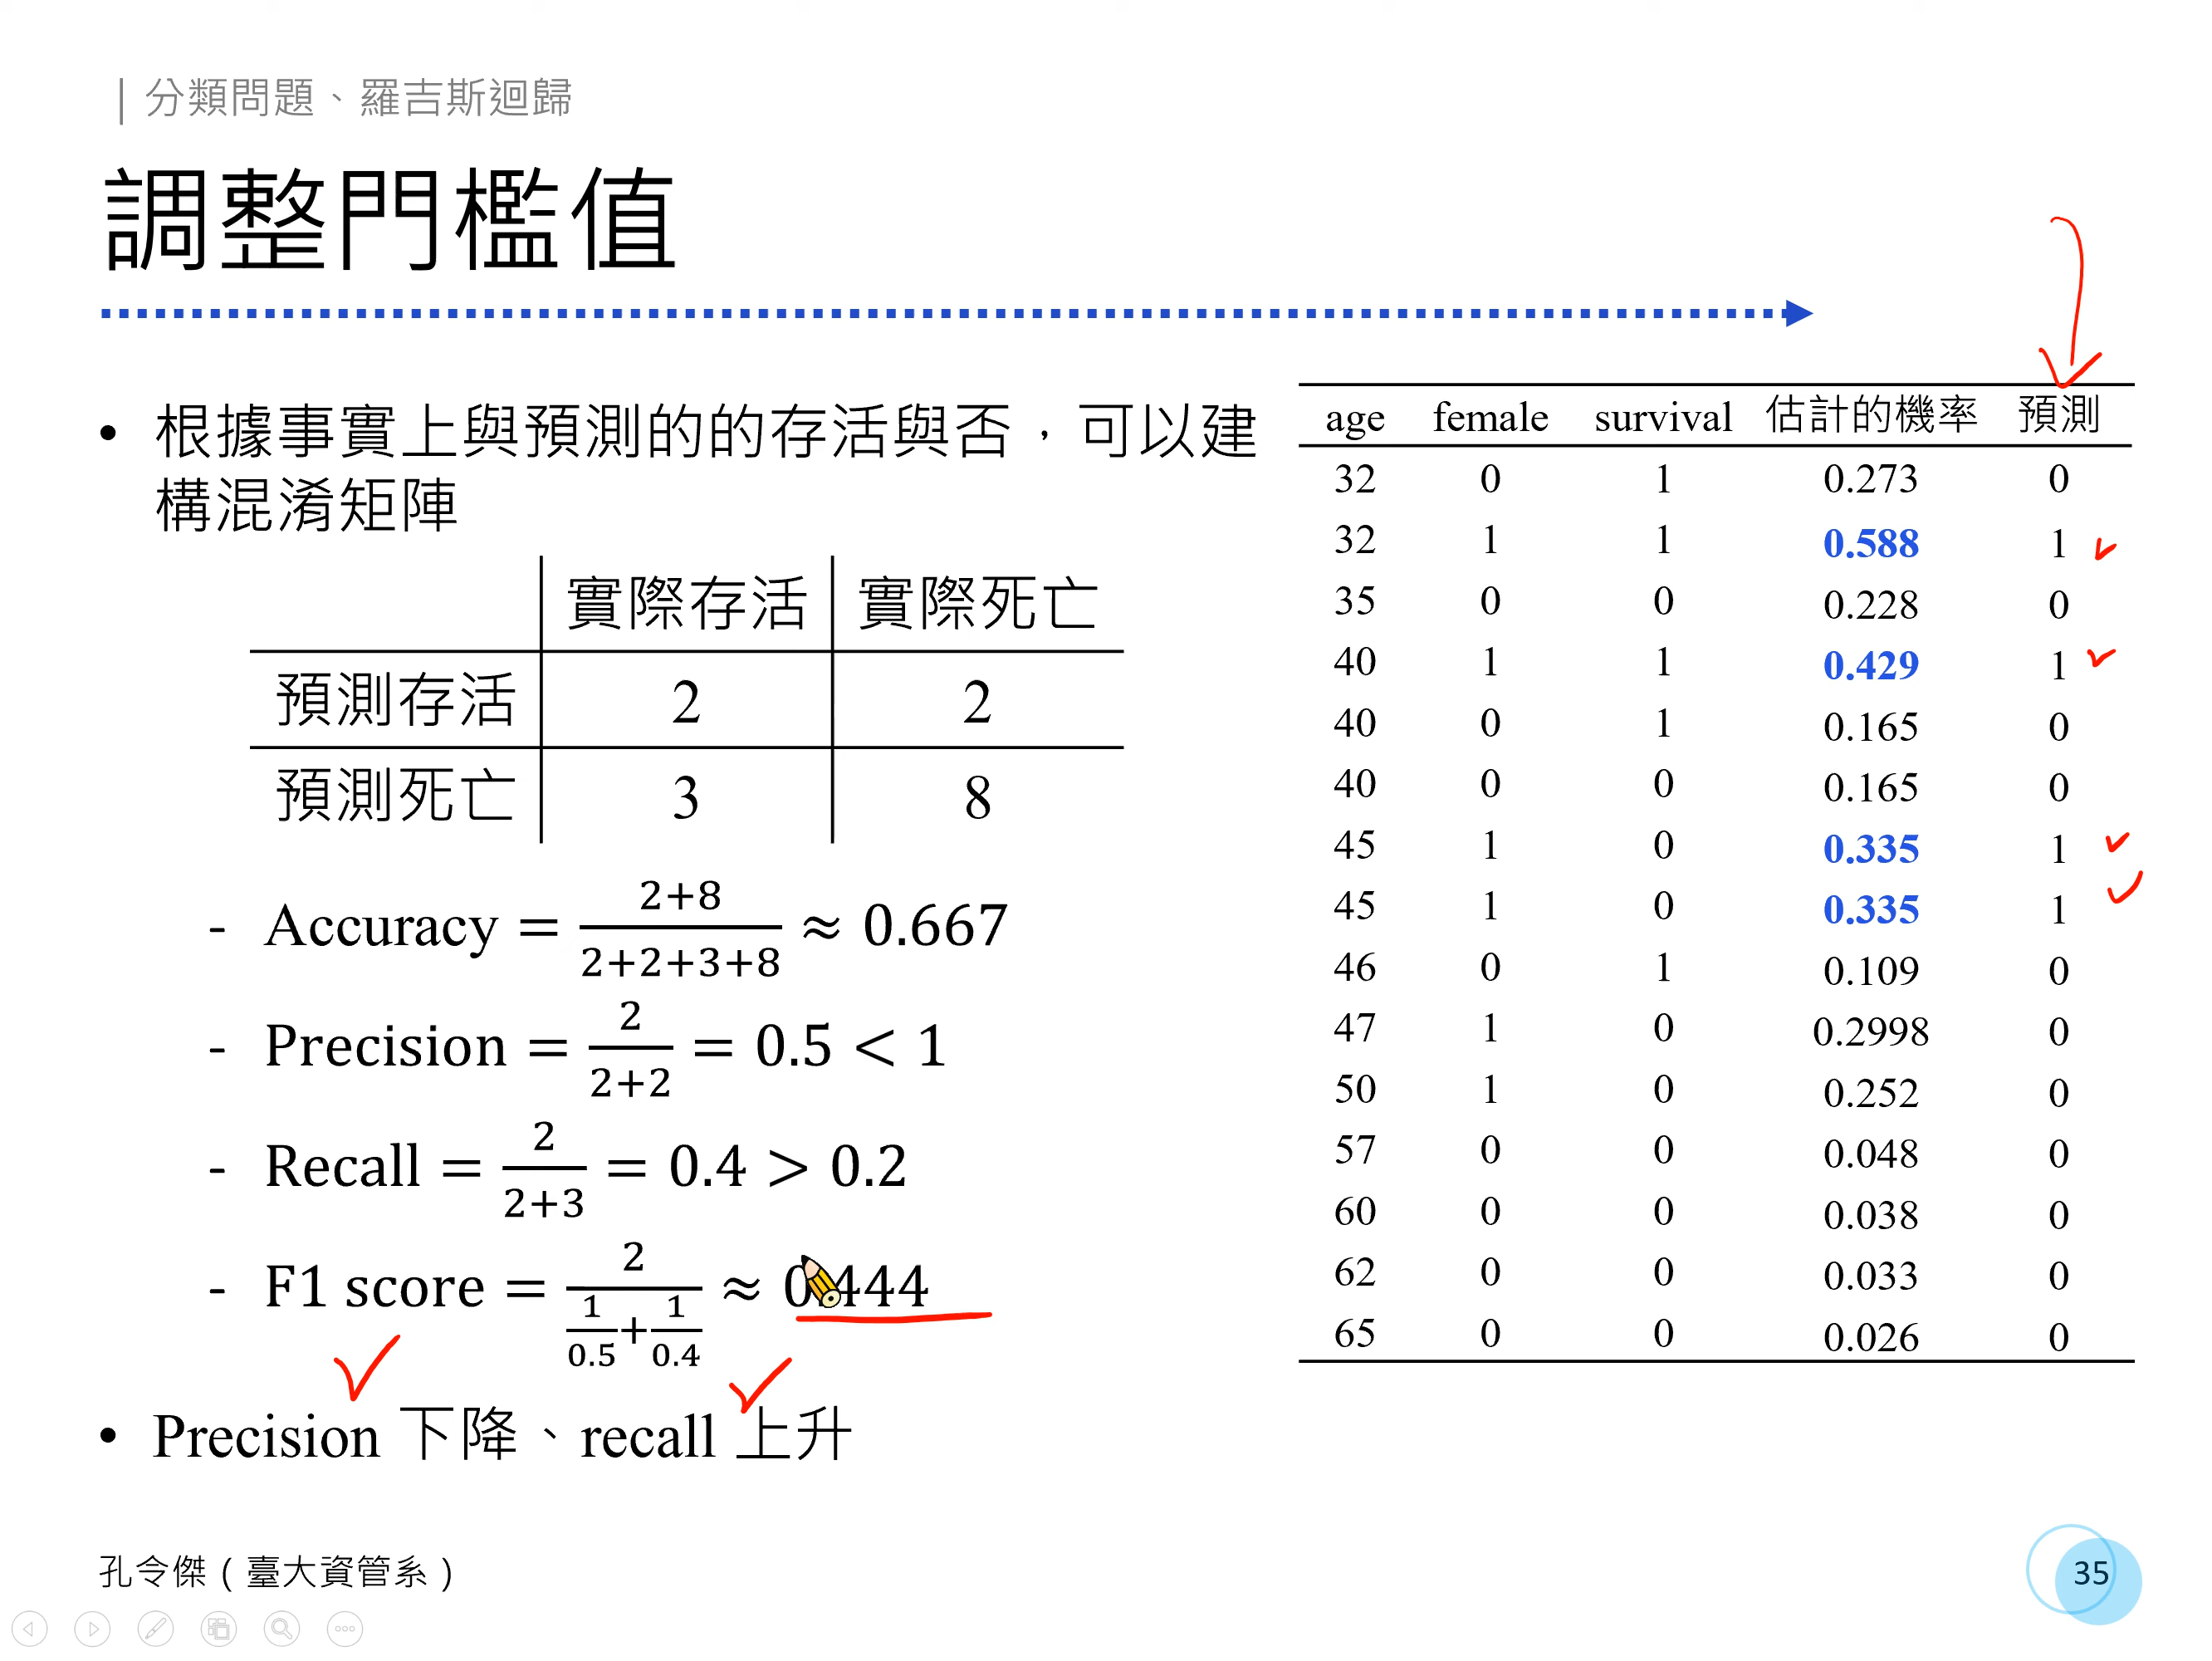 分類問題、羅吉斯迴歸
調整門檻值
• 根據事實上與預測的的存活與否，可以建
構混淆矩陣
實際存活 實際死亡
預測存活 2 2
預測死亡 3 8
- Accuracy = 2+8 / 2+2+3+8 ≈ 0.667
- Precision = 2 / 2+2 = 0.5 < 1
- Recall = 2 / 2+3 = 0.4 > 0.2
- F1 score = 2 / 1/0.5 + 1/0.4 ≈ 0.444
• Precision 下降、recall 上升
age female survival 估計的機率 預測
32 0 1 0.273 0
32 1 1 0.588 1
35 0 0 0.228 0
40 1 1 0.429 1
40 0 1 0.165 0
40 0 0 0.165 0
45 1 0 0.335 1
45 1 0 0.335 1
46 0 1 0.109 0
47 1 0 0.2998 0
50 1 0 0.252 0
57 0 0 0.048 0
60 0 0 0.038 0
62 0 0 0.033 0
65 0 0 0.026 0
孔令傑（臺大資管系）
35